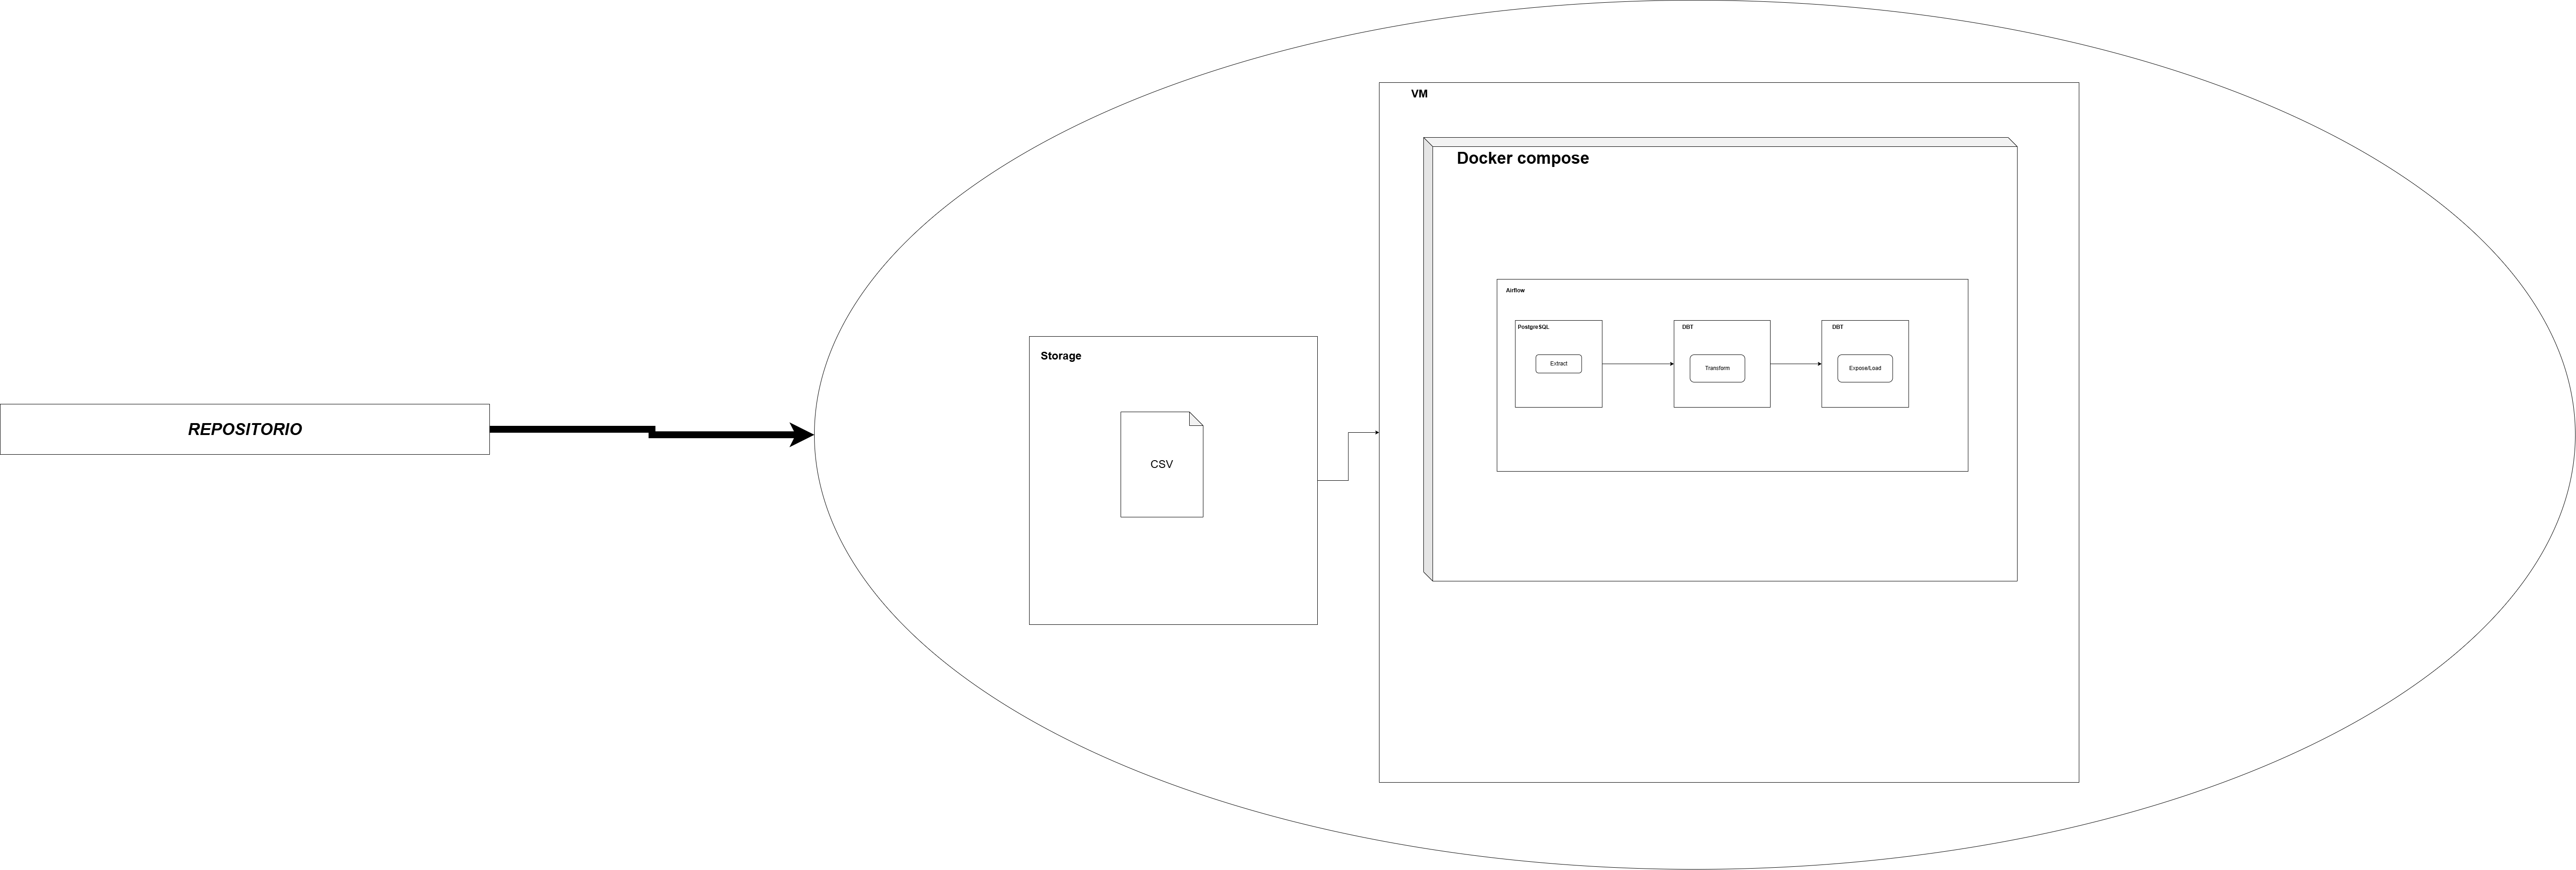 VM
Docker compose
Airflow
PostgreSQL
DBT
DBT
Extract
Transform
Expose/Load
Storage
CSV
REPOSITORIO